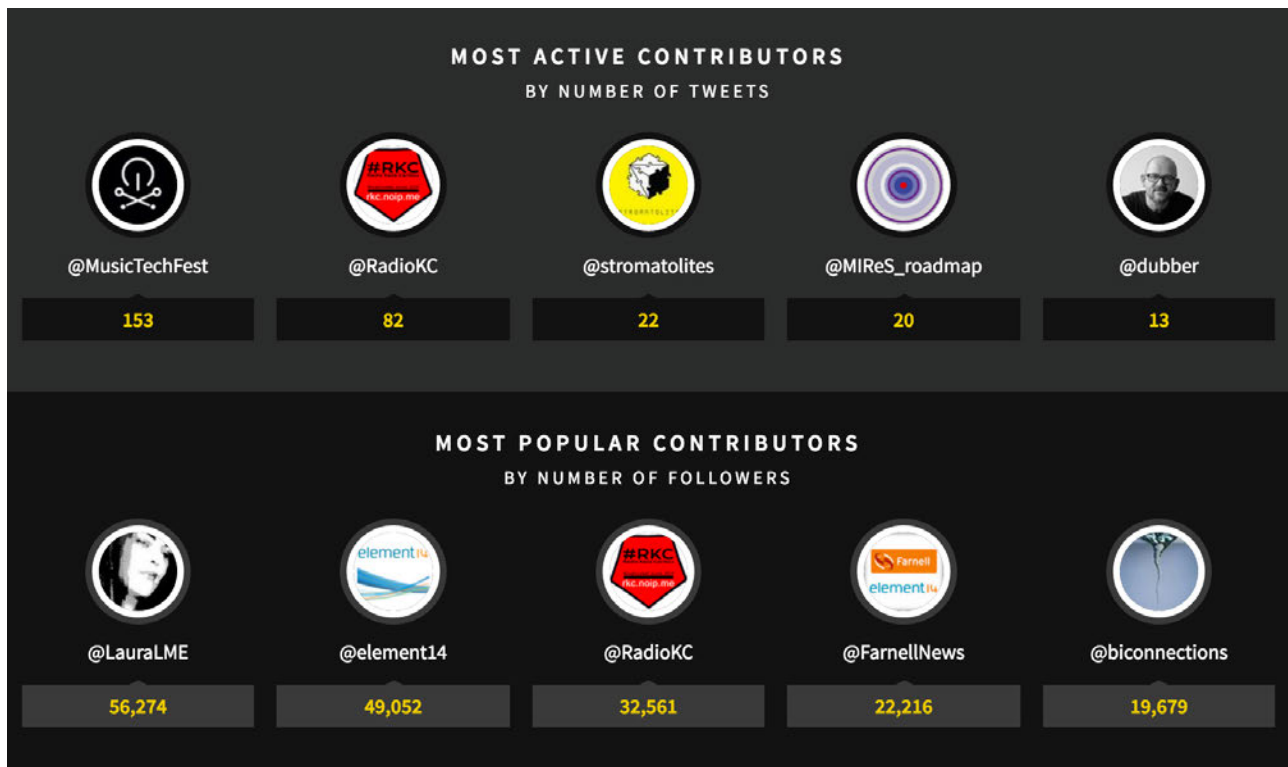 MOST ACTIVE CONTRIBUTORS
BY NUMBER OF TWEETS
#RKC
rkc.noip.me
@MusicTechFest
@RadioKC
@stromatolites
@MIReS_roadmap
@dubber
153
82
22
20
13
MOST POPULAR CONTRIBUTORS
BY NUMBER OF FOLLOWERS
element14
#RKC
rkc.noip.me
Farnell
element14
@LauraLME
@element14
@RadioKC
@FarnellNews
@biconnections
56,274
49,052
32,561
22,216
19,679